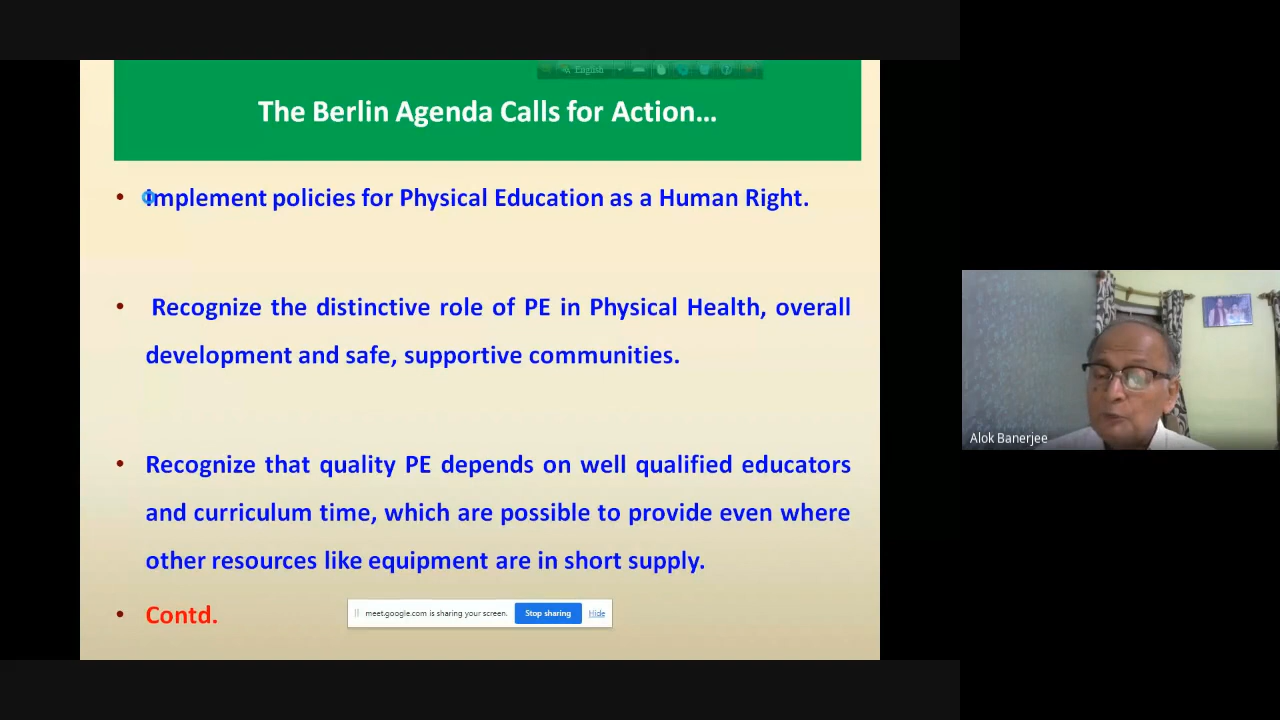 English
The Berlin Agenda Calls for Action…
• Implement policies for Physical Education as a Human Right.
• Recognize the distinctive role of PE in Physical Health, overall
development and safe, supportive communities.
• Recognize that quality PE depends on well qualified educators
and curriculum time, which are possible to provide even where
other resources like equipment are in short supply.
• Contd.
meet.google.com is sharing your screen. Stop sharing Hide
Alok Banerjee